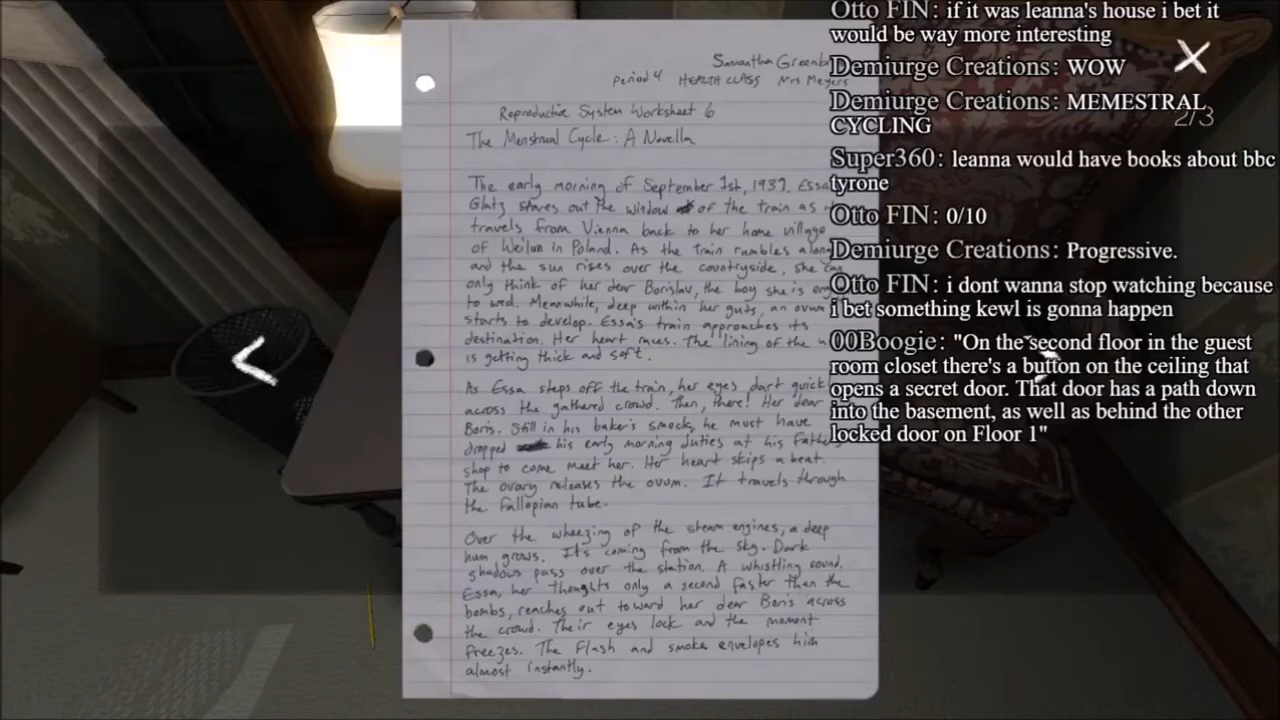 Samantha Greenb
Period 4 HEALTH CLASS Mrs Meyers
Reproductive System Worksheet 6
The Menstrual Cycle: A Novella
The early morning of September 1st, 1939. Essa
Glatz stares out the window of the train as it
travels from Vienna back to her home village
of Weilun in Poland. As the train rumbles along
and the sun rises over the countryside, she can
only think of her dear Borislav, the boy she is eng
to wed. Meanwhile, deep within her guts, an ovum
starts to develop. Essa's train approaches its
destination. Her heart races. The lining of the u
is getting thick and soft.
As Essa steps off the train, her eyes dart quick
across the gathered crowd. Then, there! Her dear
Boris. Still in his baker's smock, he must have
dropped his early morning duties at his father
shop to come meet her. Her heart skips a beat.
The ovary releases the ovum. It travels through
the fallopian tube.
Over the wheezing of the steam engines, a deep
hum grows. It's coming from the sky. Dark
shadows pass over the station. A whistling sound.
Essa, her thoughts only a second faster than the
bombs, reaches out toward her dear Boris across
the crowd. Their eyes lock and the moment
freezes. The flash and smoke envelopes him
almost instantly.
Otto FIN: if it was leanna's house i bet it
would be way more interesting
Demiurge Creations: WOW
Demiurge Creations: MEMESTRAL
CYCLING
2/3
Super360: leanna would have books about bbc
tyrone
Otto FIN: 0/10
Demiurge Creations: Progressive.
Otto FIN: i dont wanna stop watching because
i bet something kewl is gonna happen
00Boogie: "On the second floor in the guest
room closet there's a button on the ceiling that
opens a secret door. That door has a path down
into the basement, as well as behind the other
locked door on Floor 1"